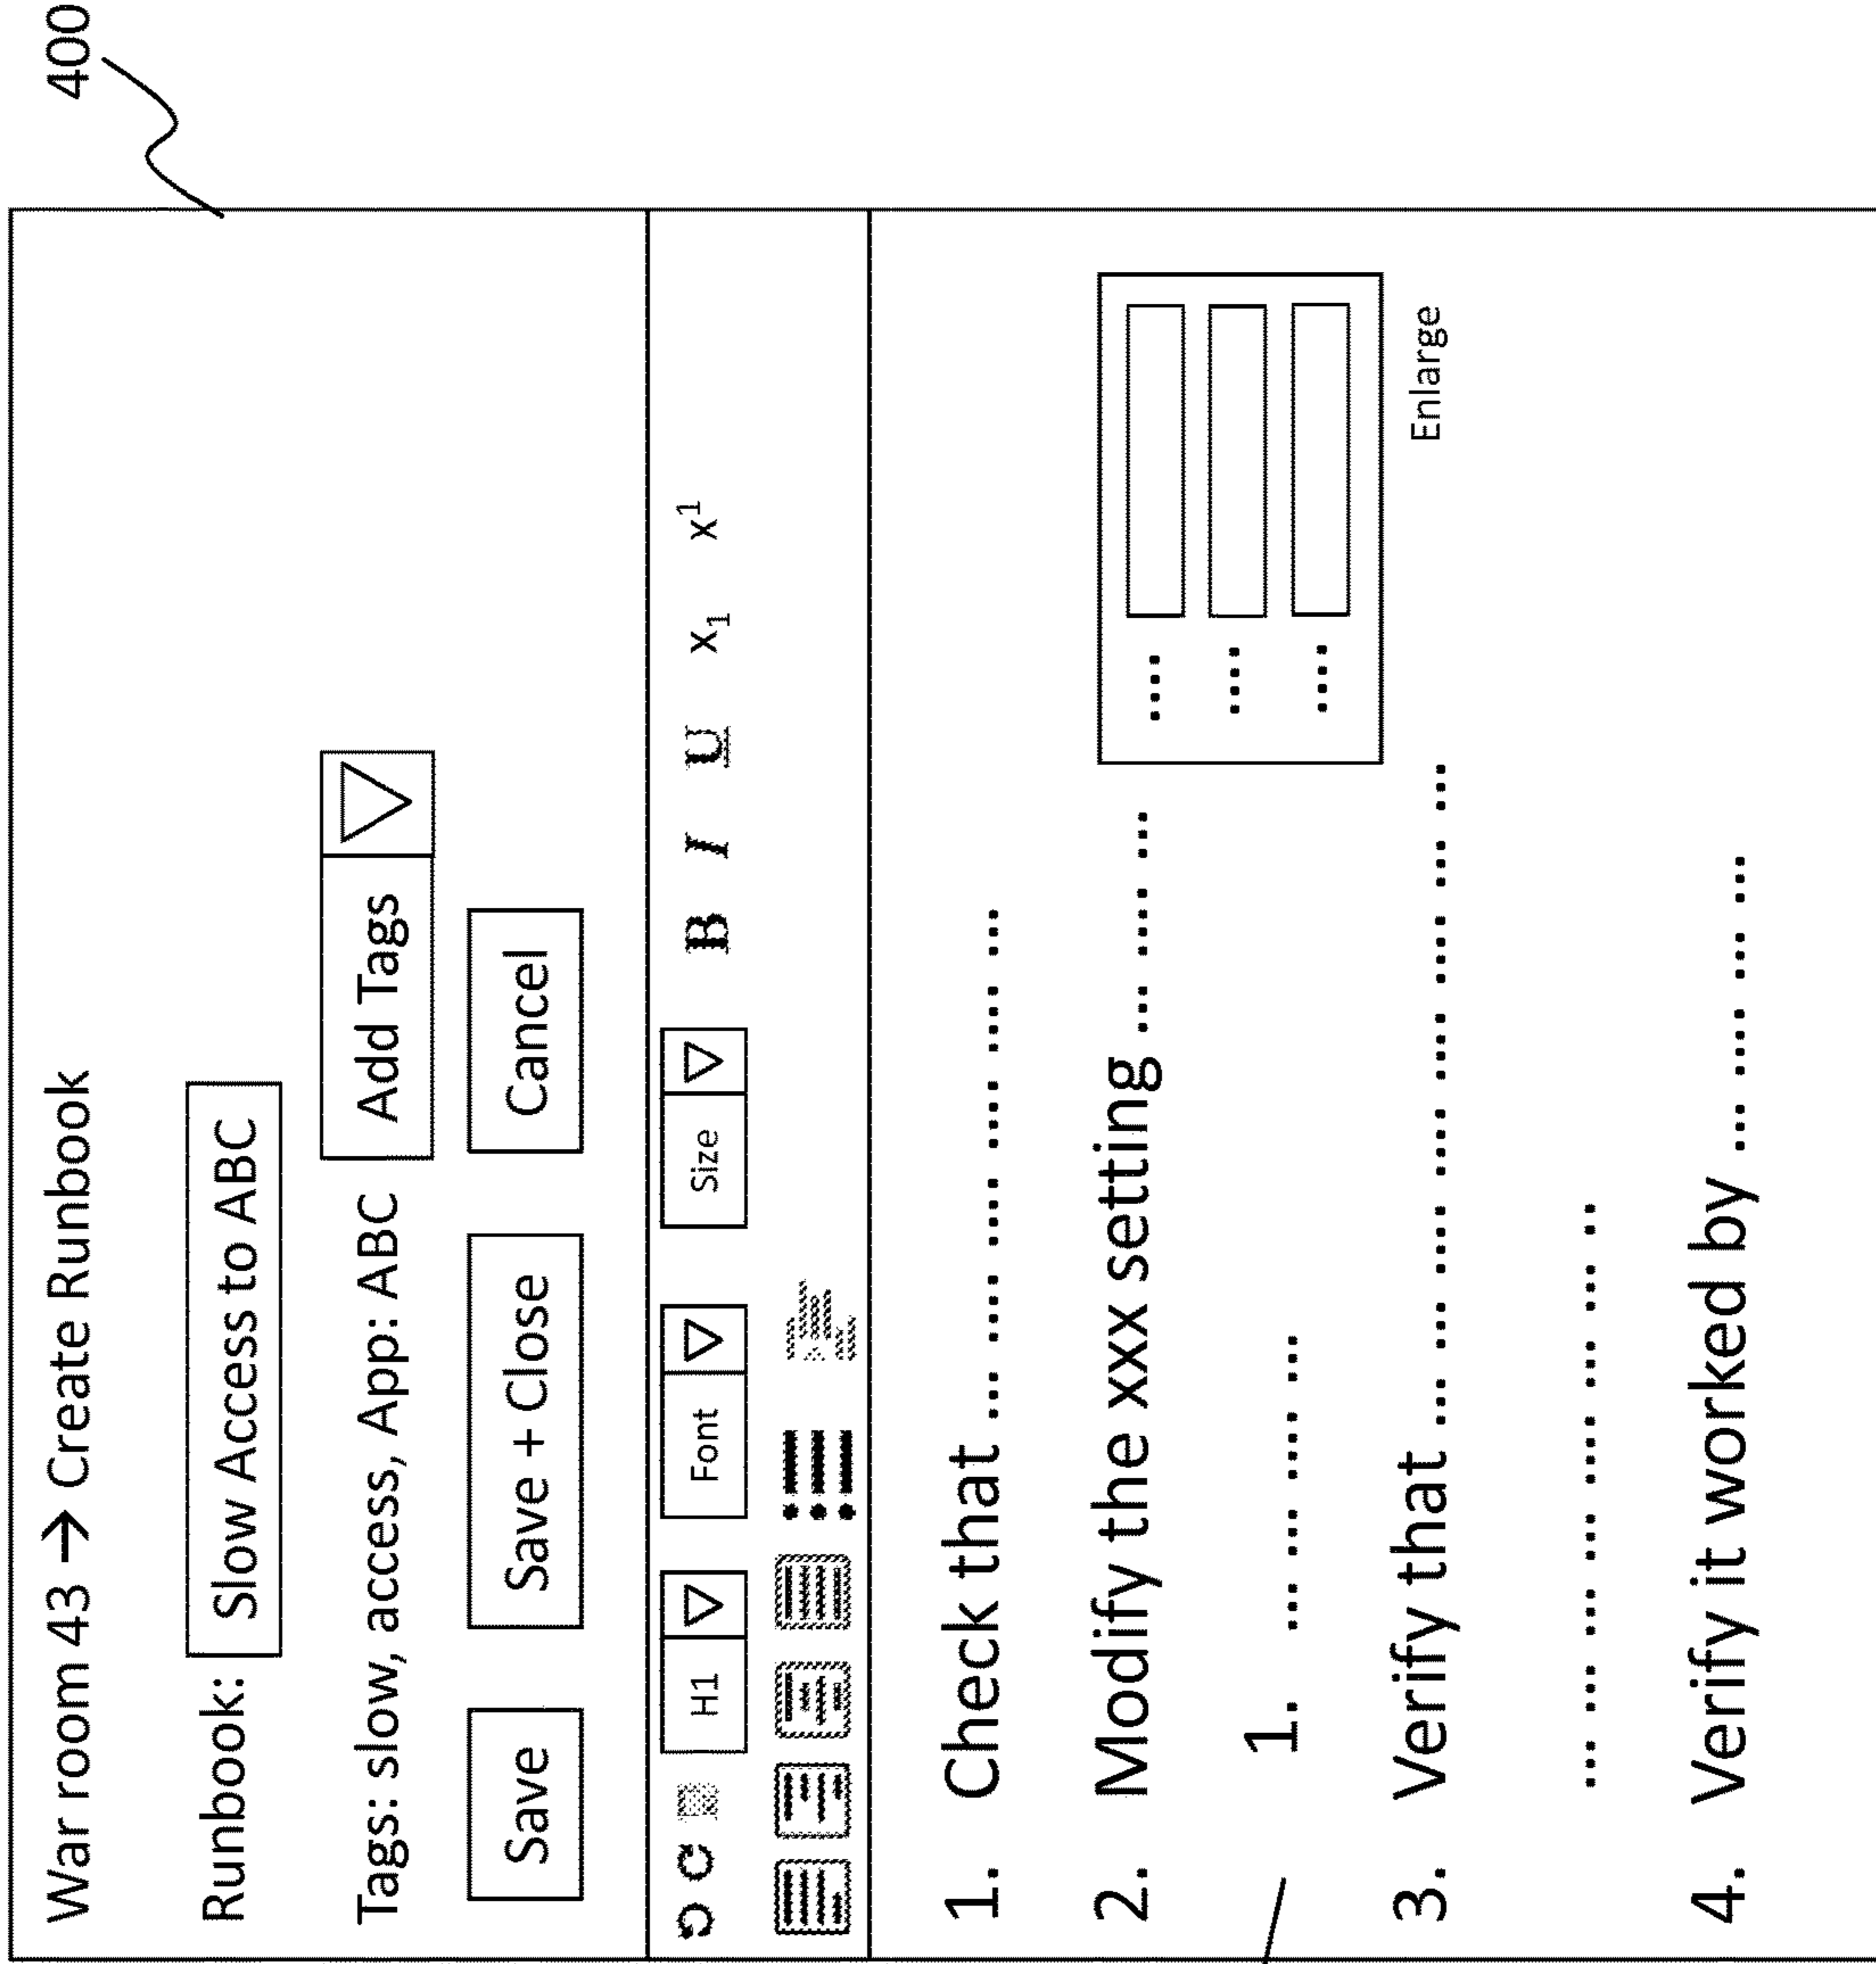 400
War room 43 → Create Runbook
Runbook: Slow Access to ABC
Tags: slow, access, App: ABC Add Tags
Save Save + Close Cancel
H1 Font Size B I U x₁ x¹
1. Check that ... .... .... .... .... .... ...
2. Modify the xxx setting ... .... ...
....
....
....
1. .... ... .... ...
Enlarge
3. Verify that .... ... .... .... .... .... .... ... ...
... ... ... .... ... .... ... .... ... ..
4. Verify it worked by ... .... ... ...